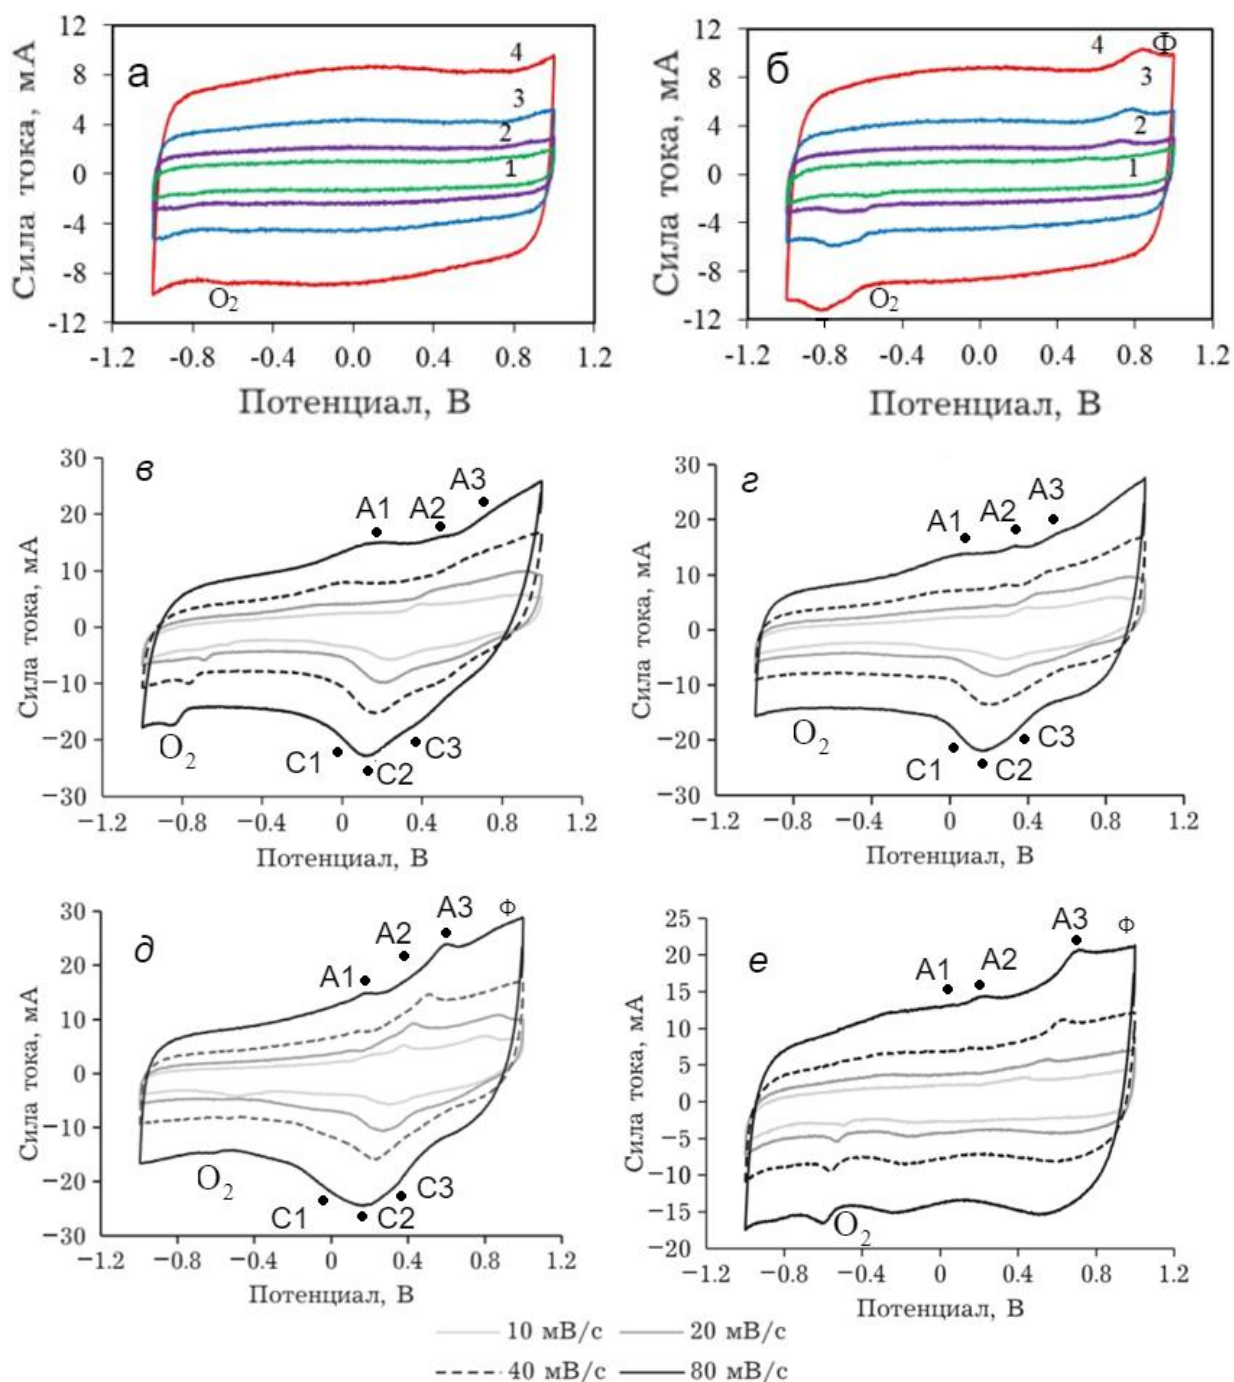 а
Сила тока, мА
12
8
4
0
-4
-8
-12
4
3
2
1
O2
-1.2 -0.8 -0.4 0.0 0.4 0.8 1.2
Потенциал, В
б
Сила тока, мА
12
8
4
0
-4
-8
-12
4 Ф
3
2
1
O2
-1.2 -0.8 -0.4 0.0 0.4 0.8 1.2
Потенциал, В
в
Сила тока, мА
30
20
10
0
−10
−20
−30
A1 A2 A3
O2
C1 C2 C3
−1.2 −0.8 −0.4 0 0.4 0.8 1.2
Потенциал, В
г
Сила тока, мА
30
20
10
0
−10
−20
−30
A1 A2 A3
O2
C1 C2 C3
−1.2 −0.8 −0.4 0 0.4 0.8 1.2
Потенциал, В
д
Сила тока, мА
30
20
10
0
−10
−20
−30
A1 A2 A3 Ф
O2
C1 C2 C3
−1.2 −0.8 −0.4 0 0.4 0.8 1.2
Потенциал, В
е
Сила тока, мА
25
20
15
10
5
0
−5
−10
−15
−20
A1 A2 A3 Ф
O2
−1.2 −0.8 −0.4 0 0.4 0.8 1.2
Потенциал, В
10 мВ/с 20 мВ/с
40 мВ/с 80 мВ/с